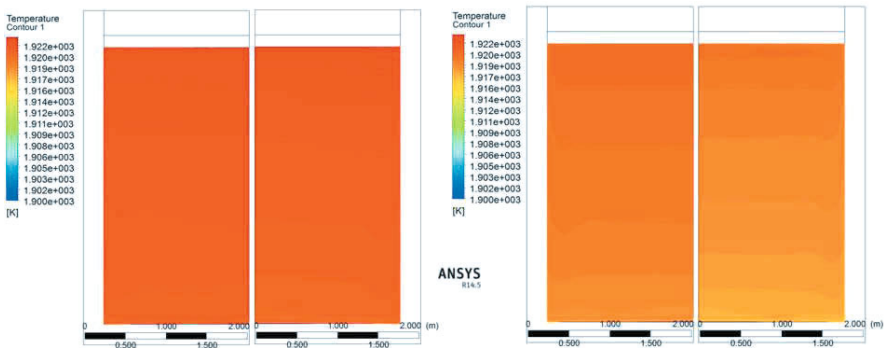 Temperature
Contour 1
1.922e+003
1.920e+003
1.919e+003
1.917e+003
1.916e+003
1.914e+003
1.912e+003
1.911e+003
1.909e+003
1.908e+003
1.906e+003
1.905e+003
1.903e+003
1.902e+003
1.900e+003
[K]
0 1.000 2.000
0.500 1.500
0 1.000 2.000 (m)
0.500 1.500
ANSYS
R14.5
Temperature
Contour 1
1.922e+003
1.920e+003
1.919e+003
1.917e+003
1.916e+003
1.914e+003
1.912e+003
1.911e+003
1.909e+003
1.908e+003
1.906e+003
1.905e+003
1.903e+003
1.902e+003
1.900e+003
[K]
0 1.000 2.000
0.500 1.500
0 1.000 2.000 (m)
0.500 1.500